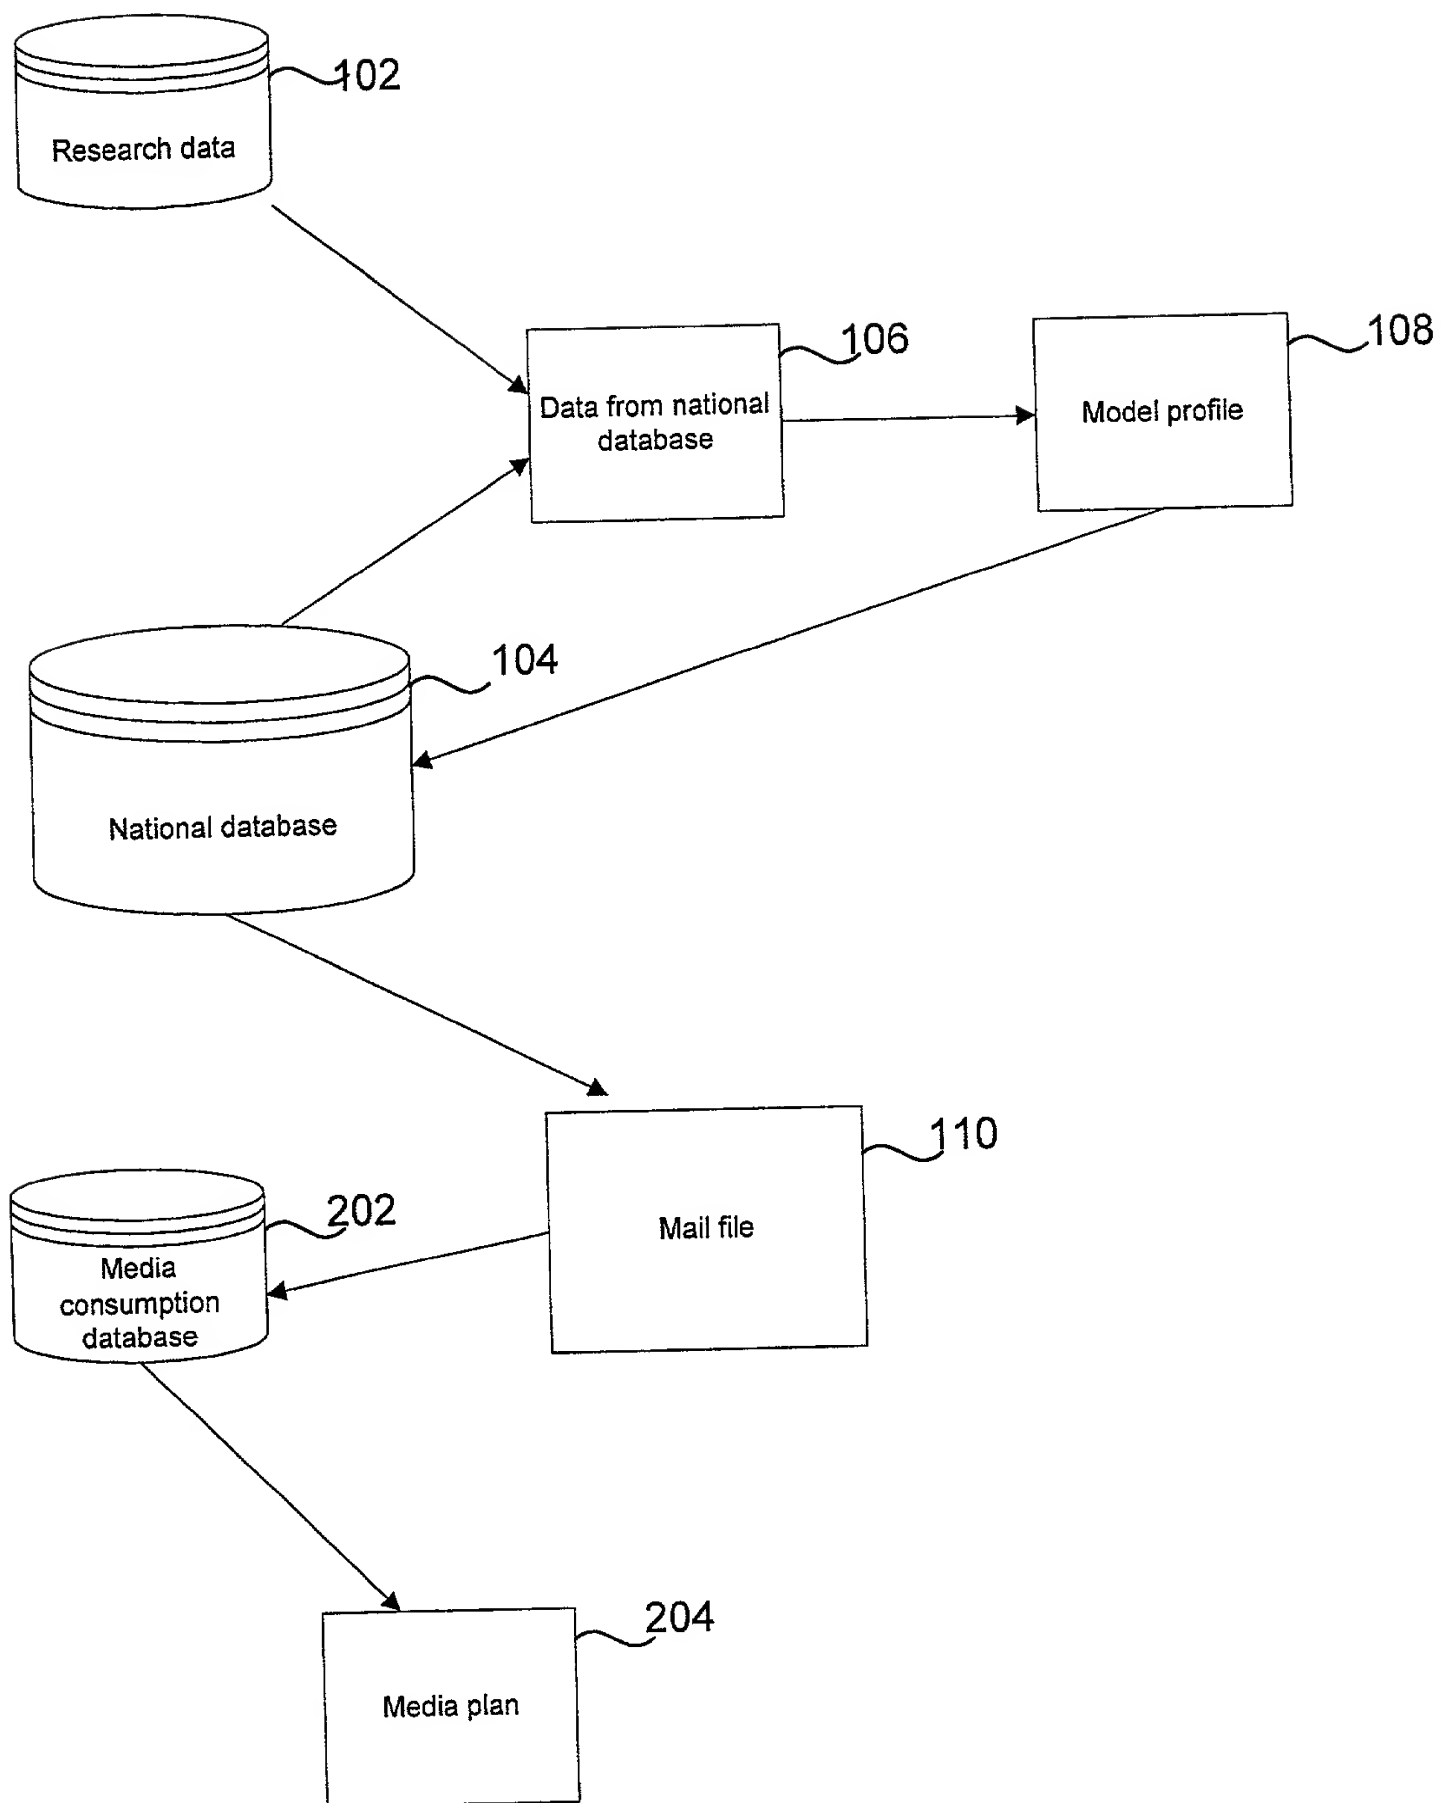 102
Research data
106
108
Data from national
database
Model profile
104
National database
110
202
Mail file
Media
consumption
database
204
Media plan